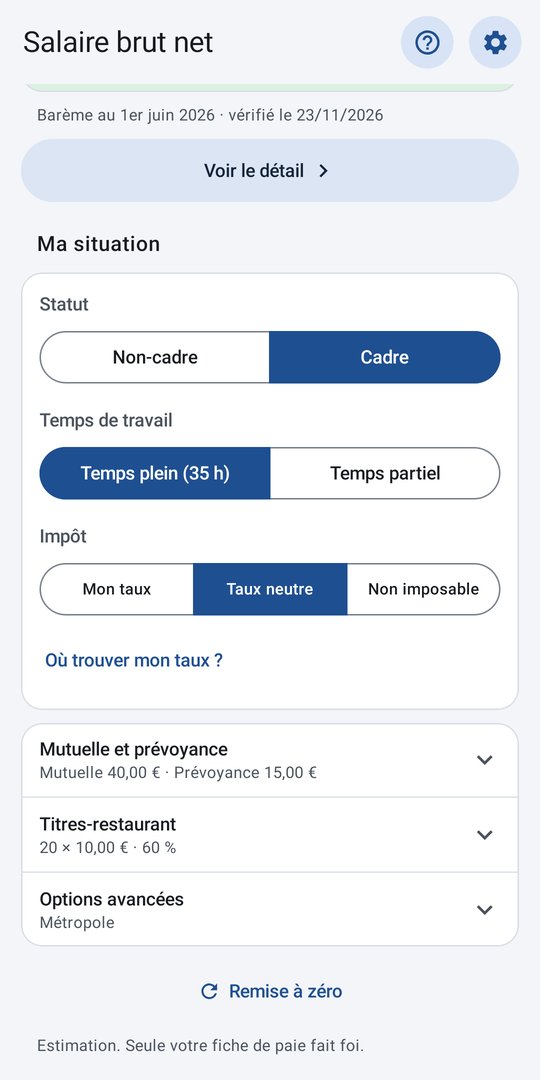 Salaire brut net
Barème au 1er juin 2026 · vérifié le 23/11/2026
Voir le détail
Ma situation
Statut
Non-cadre
Cadre
Temps de travail
Temps plein (35 h)
Temps partiel
Impôt
Mon taux
Taux neutre
Non imposable
Où trouver mon taux ?
Mutuelle et prévoyance
Mutuelle 40,00 € · Prévoyance 15,00 €
Titres-restaurant
20 × 10,00 € · 60 %
Options avancées
Métropole
Remise à zéro
Estimation. Seule votre fiche de paie fait foi.